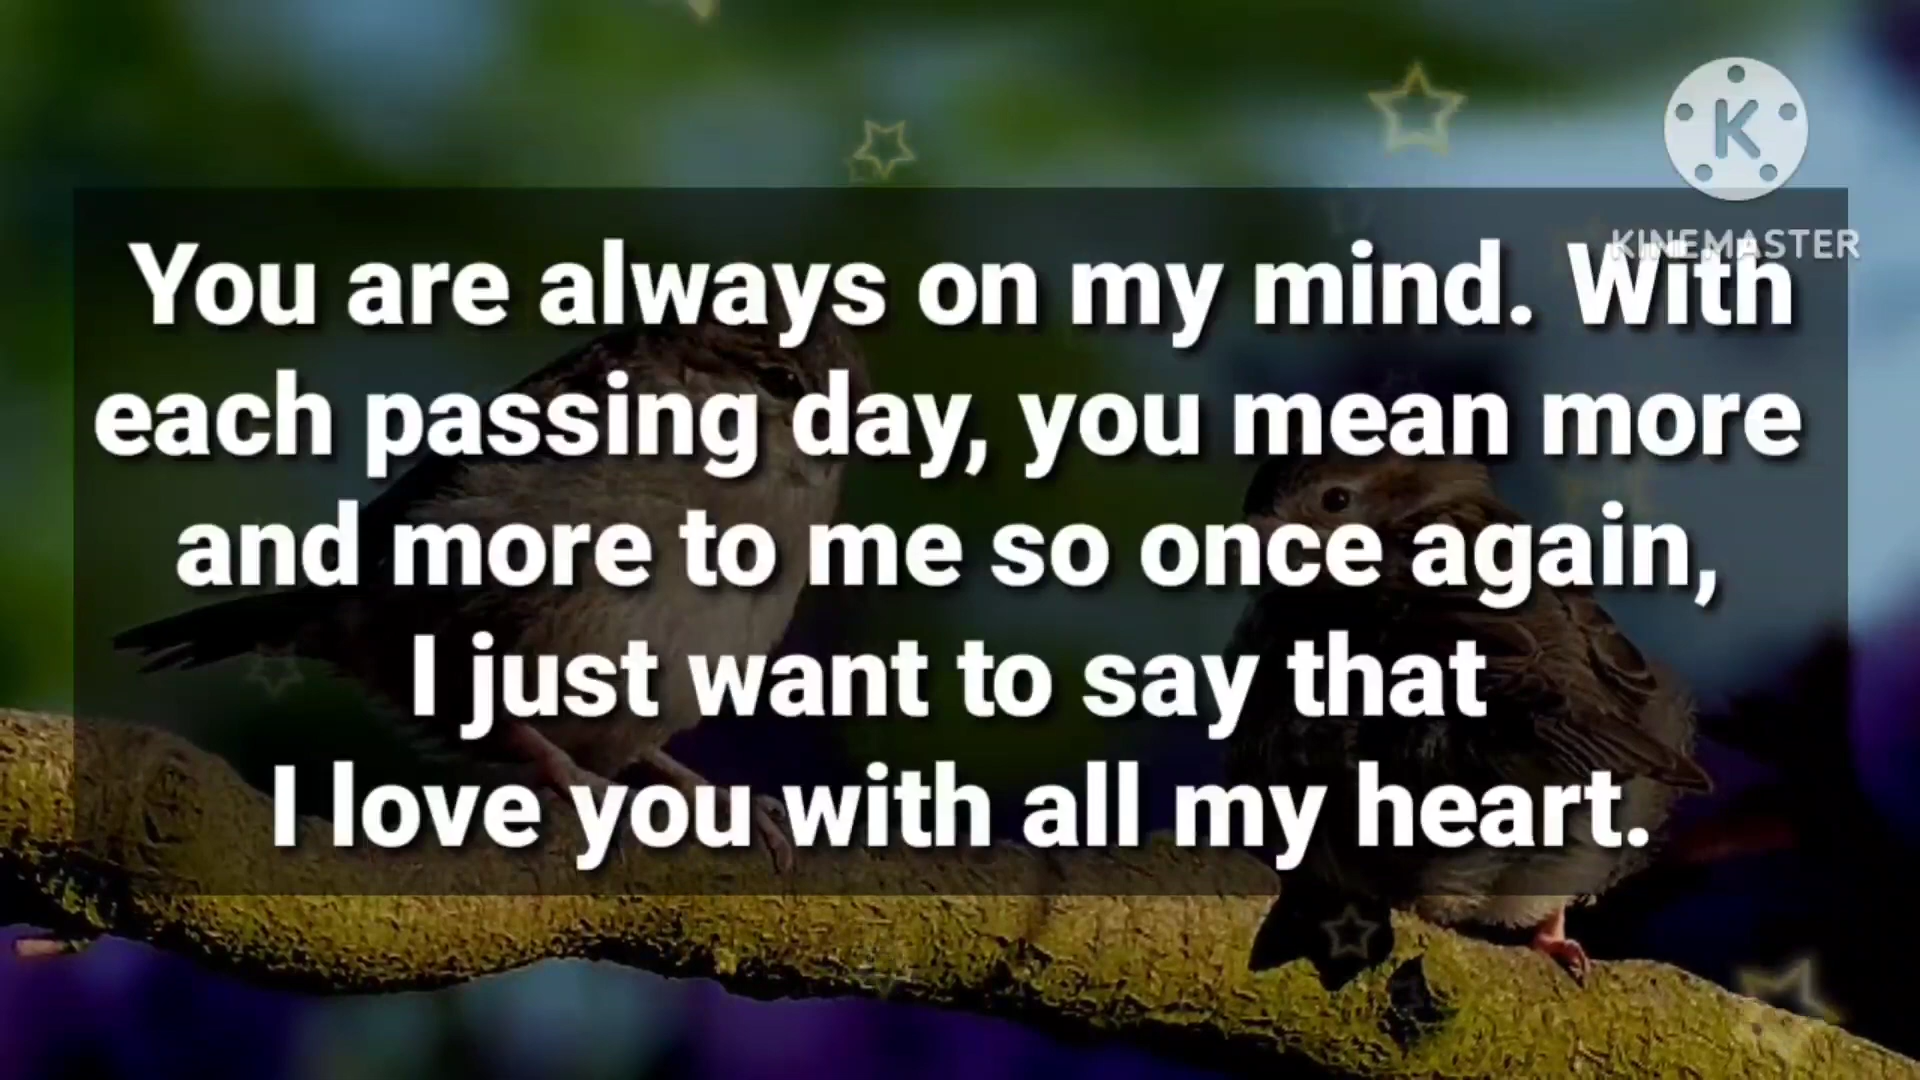 K
KINEMASTER
You are always on my mind. With
each passing day, you mean more
and more to me so once again,
I just want to say that
I love you with all my heart.